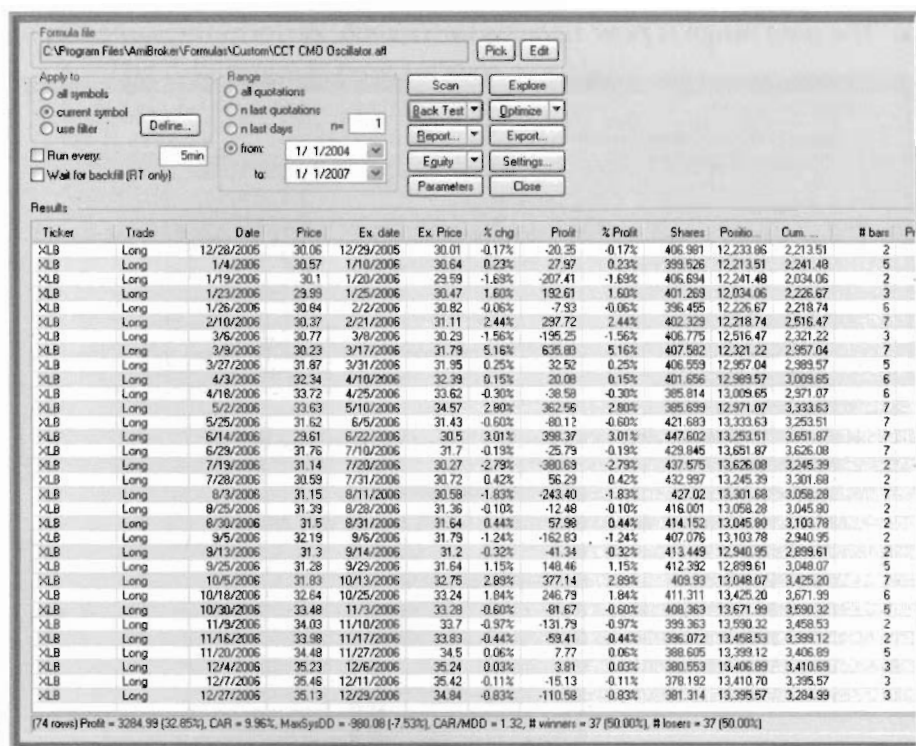 Formula file
C:\Program Files\AmiBroker\Formulas\Custom\CCT CMO Oscillator.afl Pick Edit
Apply to Range
all symbols all quotations Scan Explore
current symbol n last quotations Back Test Optimize
use filter Define... n last days n= 1 Report... Export...
Run every: 5min from: 1/ 1/2004 Equity Settings...
Wait for backfill (RT only) to: 1/ 1/2007 Parameters Close
Results
Ticker Trade Date Price Ex. date Ex. Price % chg Profit % Profit Shares Positio... Cum. ... # bars
XLB Long 12/28/2005 30.06 12/29/2005 30.01 -0.17% -20.35 -0.17% 406.981 12,233.86 2,213.51 2
XLB Long 1/4/2006 30.57 1/10/2006 30.64 0.23% 27.97 0.23% 399.526 12,213.51 2,241.48 5
XLB Long 1/19/2006 30.1 1/20/2006 29.59 -1.69% -207.41 -1.69% 406.694 12,241.48 2,034.06 2
XLB Long 1/23/2006 29.99 1/25/2006 30.47 1.60% 192.61 1.60% 401.269 12,034.06 2,226.67 3
XLB Long 1/26/2006 30.84 2/2/2006 30.82 -0.06% -7.93 -0.06% 396.455 12,226.67 2,218.74 6
XLB Long 2/10/2006 30.37 2/21/2006 31.11 2.44% 297.72 2.44% 402.329 12,218.74 2,516.47 7
XLB Long 3/6/2006 30.77 3/8/2006 30.29 -1.56% -195.25 -1.56% 406.775 12,516.47 2,321.22 3
XLB Long 3/9/2006 30.23 3/17/2006 31.79 5.16% 635.83 5.16% 407.582 12,321.22 2,957.04 7
XLB Long 3/27/2006 31.87 3/31/2006 31.95 0.25% 32.52 0.25% 406.559 12,957.04 2,989.57 5
XLB Long 4/3/2006 32.34 4/10/2006 32.39 0.15% 20.08 0.15% 401.656 12,989.57 3,009.65 6
XLB Long 4/18/2006 33.72 4/25/2006 33.62 -0.30% -38.58 -0.30% 385.814 13,009.65 2,971.07 6
XLB Long 5/2/2006 33.63 5/10/2006 34.57 2.80% 362.56 2.80% 385.699 12,971.07 3,333.63 7
XLB Long 5/25/2006 31.62 6/5/2006 31.43 -0.60% -80.12 -0.60% 421.683 13,333.63 3,253.51 7
XLB Long 6/14/2006 29.61 6/22/2006 30.5 3.01% 398.37 3.01% 447.602 13,253.51 3,651.87 7
XLB Long 6/29/2006 31.76 7/10/2006 31.7 -0.19% -25.79 -0.19% 429.845 13,651.87 3,626.08 7
XLB Long 7/19/2006 31.14 7/20/2006 30.27 -2.79% -380.69 -2.79% 437.575 13,626.08 3,245.39 2
XLB Long 7/28/2006 30.59 7/31/2006 30.72 0.42% 56.29 0.42% 432.997 13,245.39 3,301.68 2
XLB Long 8/3/2006 31.15 8/11/2006 30.58 -1.83% -243.40 -1.83% 427.02 13,301.68 3,058.28 7
XLB Long 8/25/2006 31.39 8/28/2006 31.36 -0.10% -12.48 -0.10% 416.001 13,058.28 3,045.80 2
XLB Long 8/30/2006 31.5 8/31/2006 31.64 0.44% 57.98 0.44% 414.152 13,045.80 3,103.78 2
XLB Long 9/5/2006 32.19 9/6/2006 31.79 -1.24% -162.83 -1.24% 407.076 13,103.78 2,940.95 2
XLB Long 9/13/2006 31.3 9/14/2006 31.2 -0.32% -41.34 -0.32% 413.449 12,940.95 2,899.61 2
XLB Long 9/25/2006 31.28 9/29/2006 31.64 1.15% 148.46 1.15% 412.392 12,899.61 3,048.07 5
XLB Long 10/5/2006 31.83 10/13/2006 32.75 2.89% 377.14 2.89% 409.93 13,048.07 3,425.20 7
XLB Long 10/18/2006 32.64 10/25/2006 33.24 1.84% 246.79 1.84% 411.311 13,425.20 3,671.99 6
XLB Long 10/30/2006 33.48 11/3/2006 33.28 -0.60% -81.67 -0.60% 408.363 13,671.99 3,590.32 5
XLB Long 11/9/2006 34.03 11/10/2006 33.7 -0.97% -131.79 -0.97% 399.363 13,590.32 3,458.53 2
XLB Long 11/16/2006 33.98 11/17/2006 33.83 -0.44% -59.41 -0.44% 396.072 13,458.53 3,399.12 2
XLB Long 11/20/2006 34.48 11/27/2006 34.5 0.06% 7.77 0.06% 388.605 13,399.12 3,406.89 5
XLB Long 12/4/2006 35.23 12/6/2006 35.24 0.03% 3.81 0.03% 380.553 13,406.89 3,410.69 3
XLB Long 12/7/2006 35.46 12/11/2006 35.42 -0.11% -15.13 -0.11% 378.192 13,410.70 3,395.57 3
XLB Long 12/27/2006 35.13 12/29/2006 34.84 -0.83% -110.58 -0.83% 381.314 13,395.57 3,284.99 3
(74 rows) Profit = 3284.99 (32.85%), CAR = 9.96%, MaxSysDD = -980.08 (-7.53%), CAR/MDD = 1.32, # winners = 37 (50.00%), # losers = 37 (50.00%)